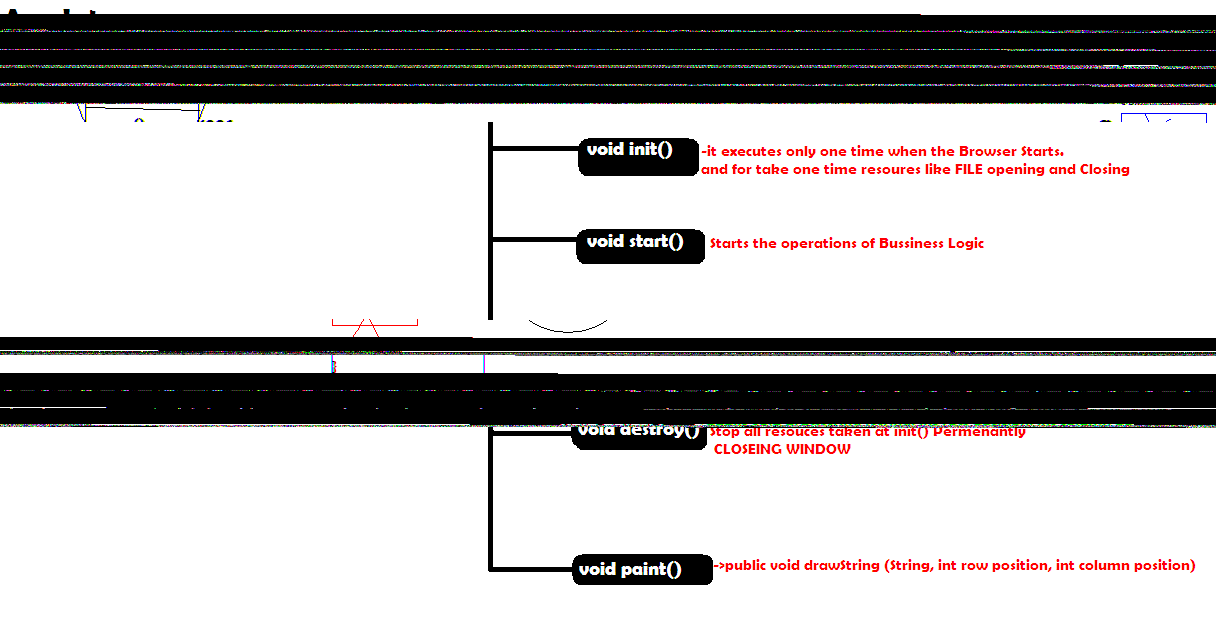 void init()
-it executes only one time when the Browser Starts.
and for take one time resoures like FILE opening and Closing
void start()
Starts the operations of Bussiness Logic
void destroy()
Stop all resouces taken at init() Permenantly
CLOSEING WINDOW
void paint()
->public void drawString (String, int row position, int column position)